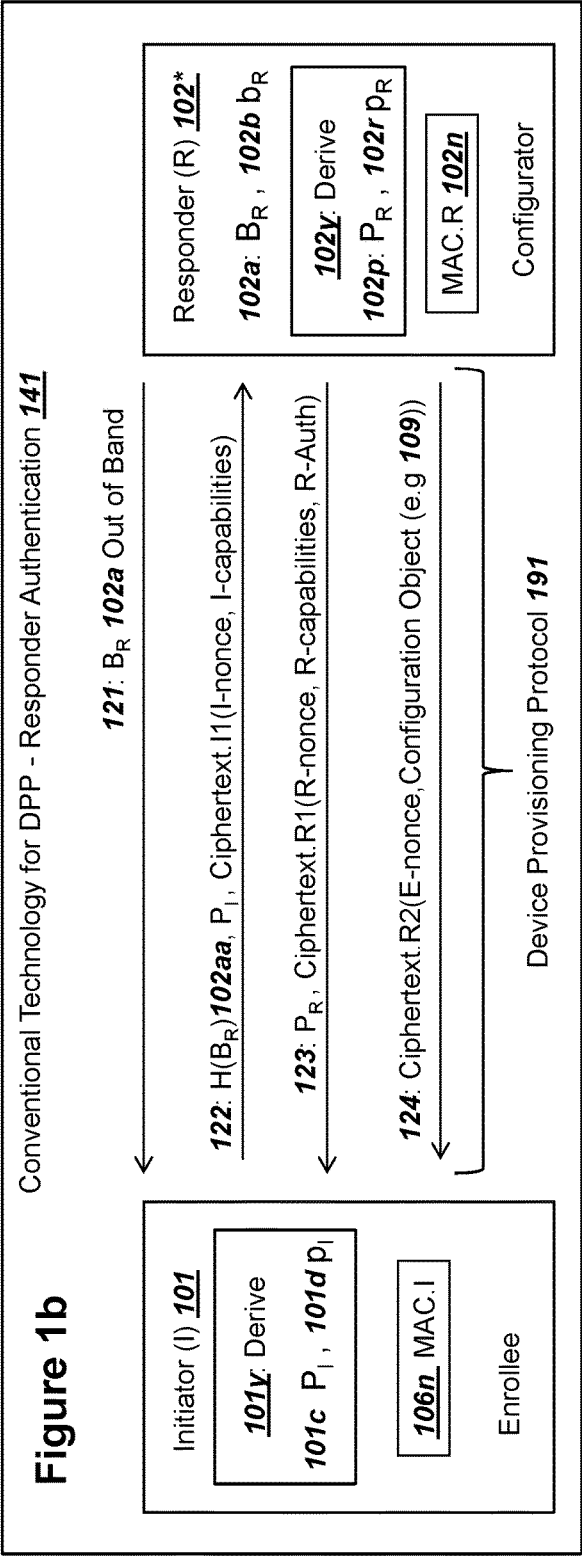 Figure 1b
Conventional Technology for DPP - Responder Authentication 141
Initiator (I) 101
101y: Derive
101c P_I , 101d p_I
106n MAC.I
Enrollee
121: B_R 102a Out of Band
122: H(B_R)102aa, P_I , Ciphertext.I1(I-nonce, I-capabilities)
123: P_R , Ciphertext.R1(R-nonce, R-capabilities, R-Auth)
124: Ciphertext.R2(E-nonce,Configuration Object (e.g 109))
Device Provisioning Protocol 191
Responder (R) 102*
102a: B_R , 102b b_R
102y: Derive
102p: P_R , 102r p_R
MAC.R 102n
Configurator